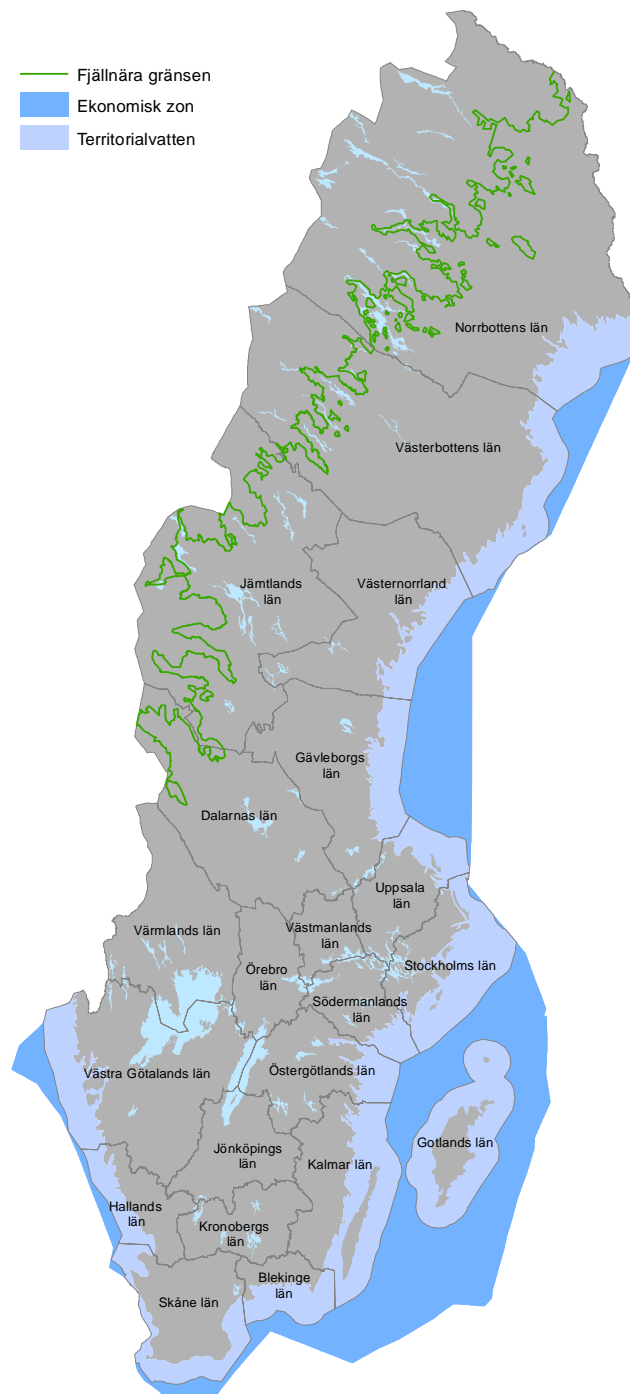 Fjällnära gränsen
Ekonomisk zon
Territorialvatten
Norrbottens län
Västerbottens län
Jämtlands
län
Västernorrland
län
Gävleborgs
län
Dalarnas län
Uppsala
län
Värmlands län
Västmanlands
län
Örebro
län
Stockholms län
Södermanlands
län
Västra Götalands län
Östergötlands län
Gotlands län
Jönköpings
län
Kalmar län
Hallands
län
Kronobergs
län
Blekinge
län
Skåne län